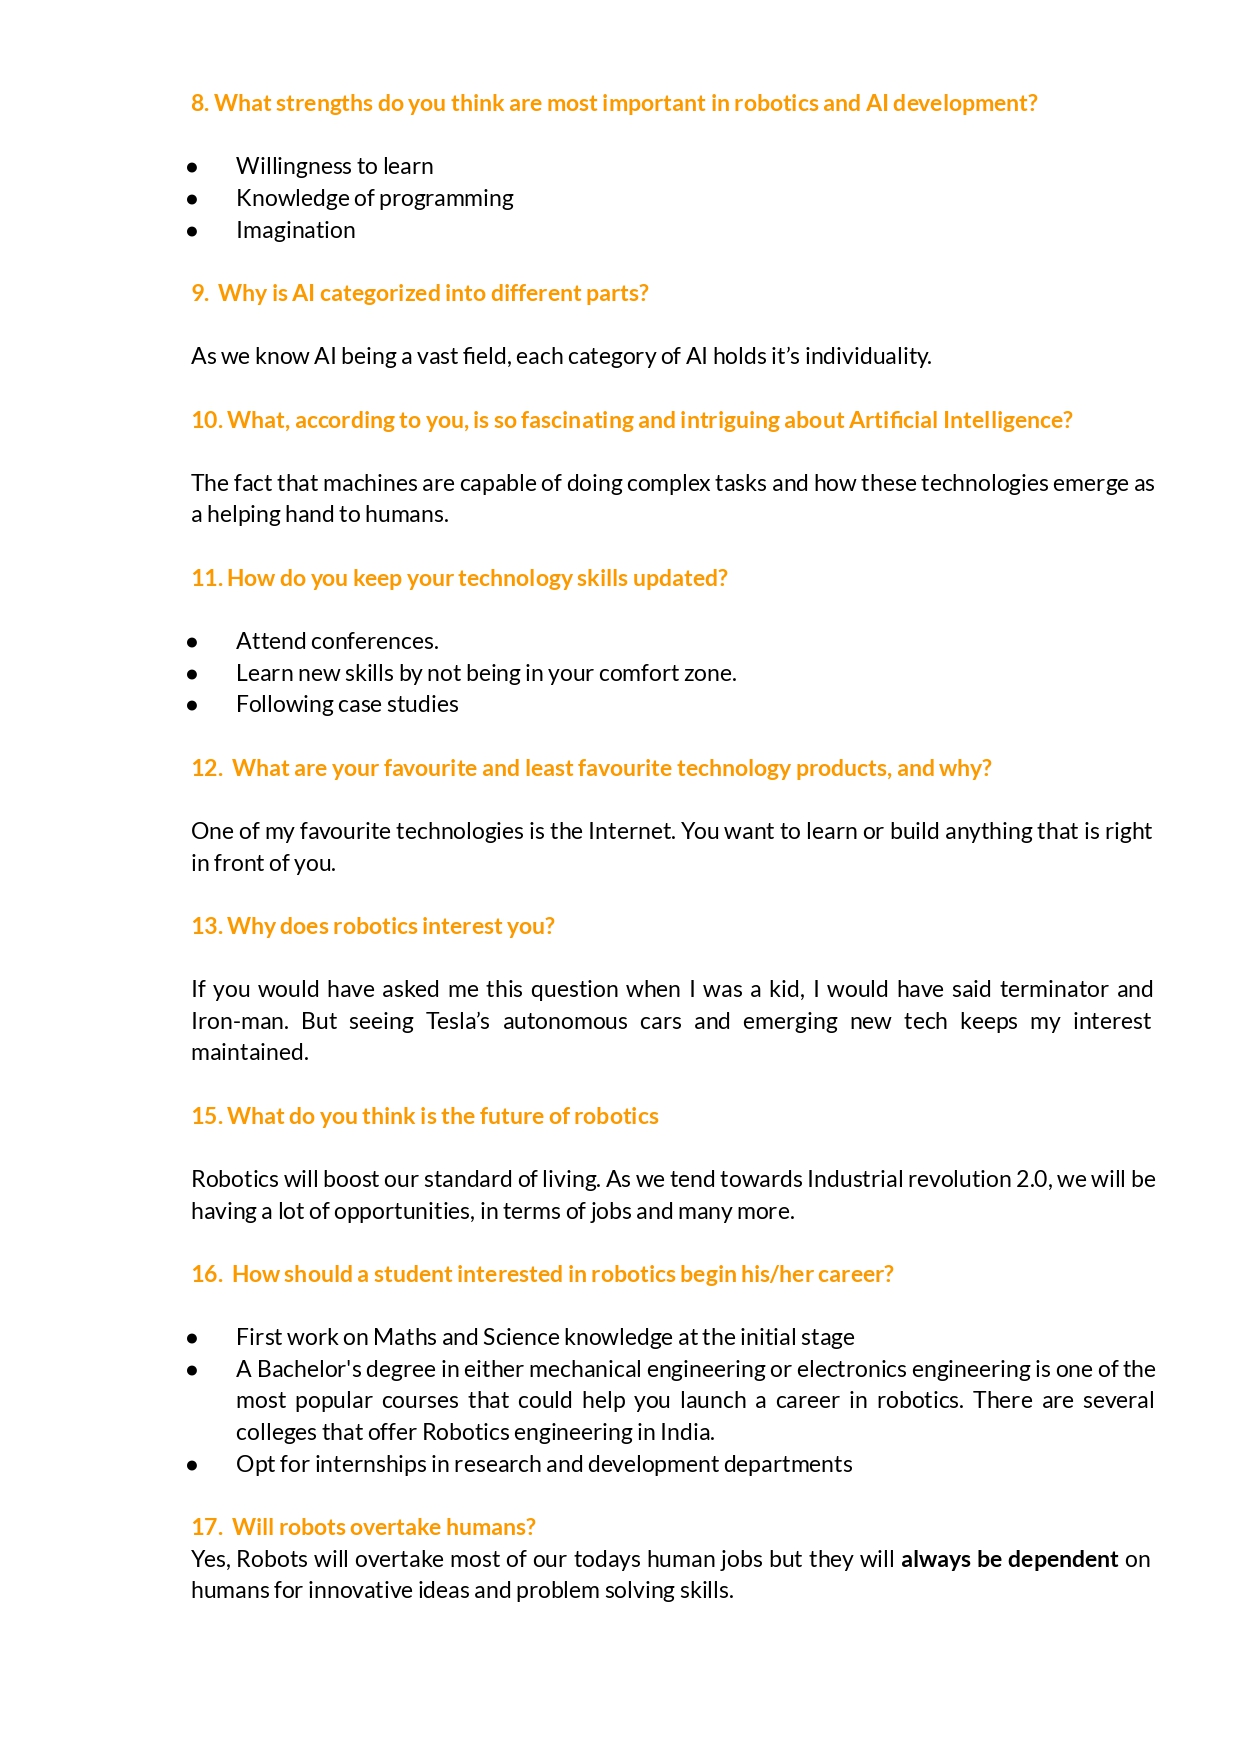 8. What strengths do you think are most important in robotics and AI development?
● Willingness to learn
● Knowledge of programming
● Imagination
9. Why is AI categorized into different parts?
As we know AI being a vast field, each category of AI holds it’s individuality.
10. What, according to you, is so fascinating and intriguing about Artificial Intelligence?
The fact that machines are capable of doing complex tasks and how these technologies emerge as
a helping hand to humans.
11. How do you keep your technology skills updated?
● Attend conferences.
● Learn new skills by not being in your comfort zone.
● Following case studies
12. What are your favourite and least favourite technology products, and why?
One of my favourite technologies is the Internet. You want to learn or build anything that is right
in front of you.
13. Why does robotics interest you?
If you would have asked me this question when I was a kid, I would have said terminator and
Iron-man. But seeing Tesla’s autonomous cars and emerging new tech keeps my interest
maintained.
15. What do you think is the future of robotics
Robotics will boost our standard of living. As we tend towards Industrial revolution 2.0, we will be
having a lot of opportunities, in terms of jobs and many more.
16. How should a student interested in robotics begin his/her career?
● First work on Maths and Science knowledge at the initial stage
● A Bachelor's degree in either mechanical engineering or electronics engineering is one of the
most popular courses that could help you launch a career in robotics. There are several
colleges that offer Robotics engineering in India.
● Opt for internships in research and development departments
17. Will robots overtake humans?
Yes, Robots will overtake most of our todays human jobs but they will always be dependent on
humans for innovative ideas and problem solving skills.